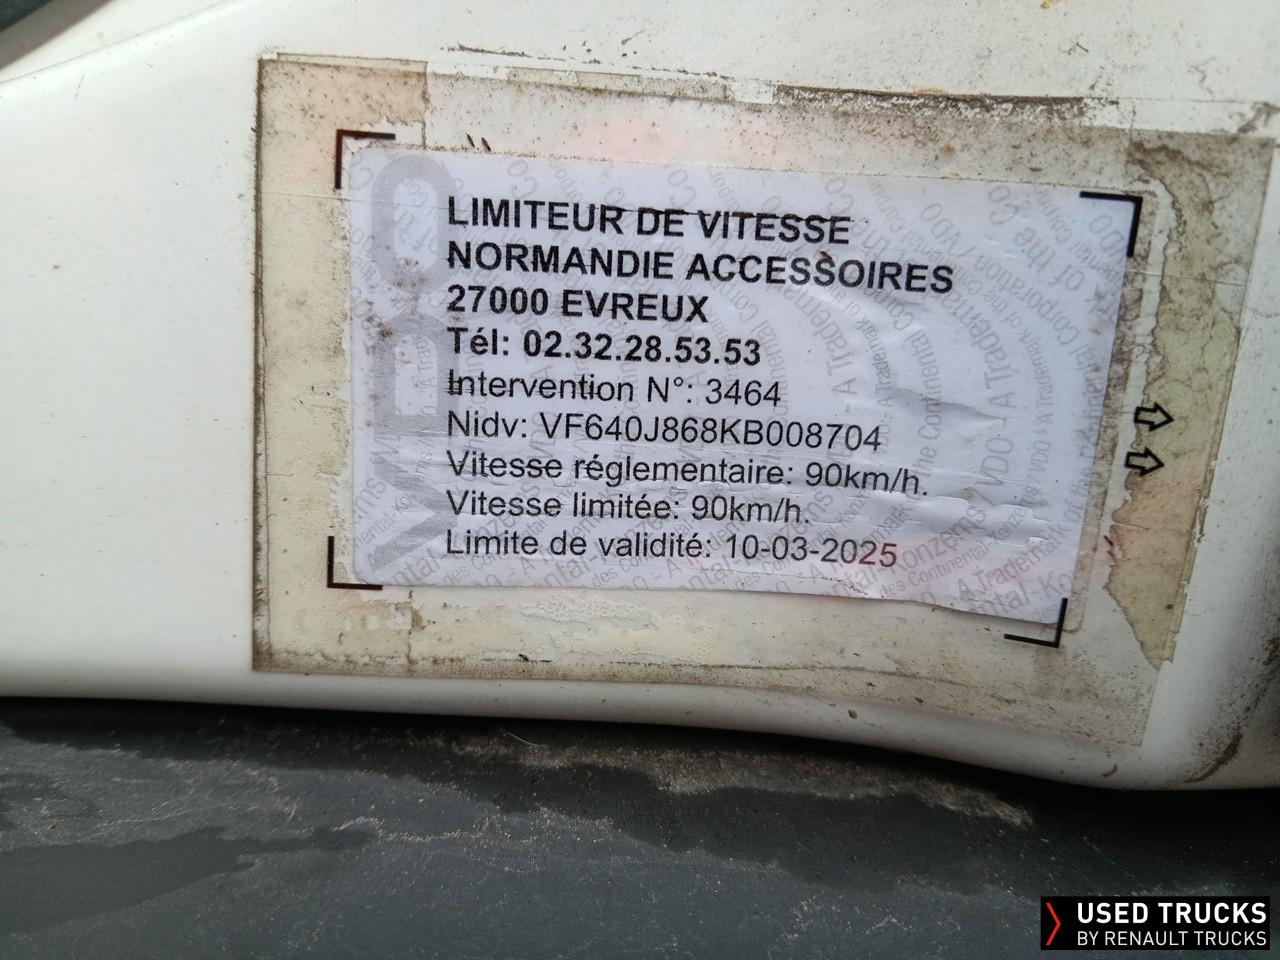 LIMITEUR DE VITESSE
NORMANDIE ACCESSOIRES
27000 EVREUX
Tél: 02.32.28.53.53
Intervention N°: 3464
Nidv: VF640J868KB008704
Vitesse réglementaire: 90km/h.
Vitesse limitée: 90km/h.
Limite de validité: 10-03-2025
USED TRUCKS
BY RENAULT TRUCKS